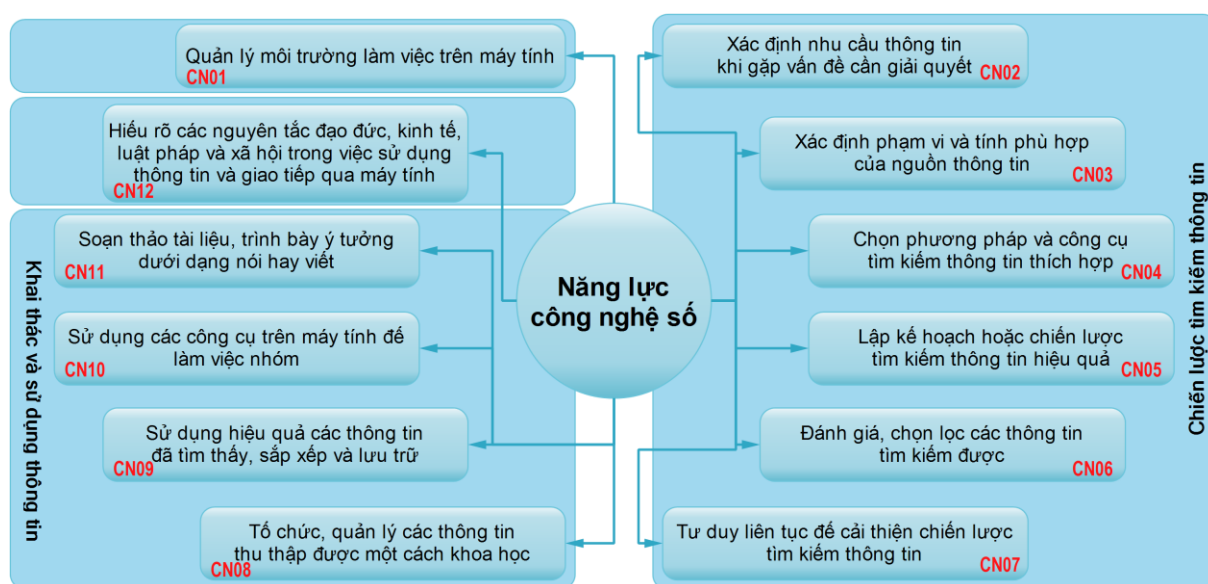 Quản lý môi trường làm việc trên máy tính
CN01
Hiểu rõ các nguyên tắc đạo đức, kinh tế,
luật pháp và xã hội trong việc sử dụng
thông tin và giao tiếp qua máy tính
CN12
Khai thác và sử dụng thông tin
Soạn thảo tài liệu, trình bày ý tưởng
dưới dạng nói hay viết
CN11
Sử dụng các công cụ trên máy tính để
làm việc nhóm
CN10
Sử dụng hiệu quả các thông tin
đã tìm thấy, sắp xếp và lưu trữ
CN09
Tổ chức, quản lý các thông tin
thu thập được một cách khoa học
CN08
Năng lực
công nghệ số
Xác định nhu cầu thông tin
khi gặp vấn đề cần giải quyết CN02
Xác định phạm vi và tính phù hợp
của nguồn thông tin
CN03
Chọn phương pháp và công cụ
tìm kiếm thông tin thích hợp CN04
Lập kế hoạch hoặc chiến lược
tìm kiếm thông tin hiệu quả CN05
Đánh giá, chọn lọc các thông tin
tìm kiếm được
CN06
Tư duy liên tục để cải thiện chiến lược
tìm kiếm thông tin
CN07
Chiến lược tìm kiếm thông tin